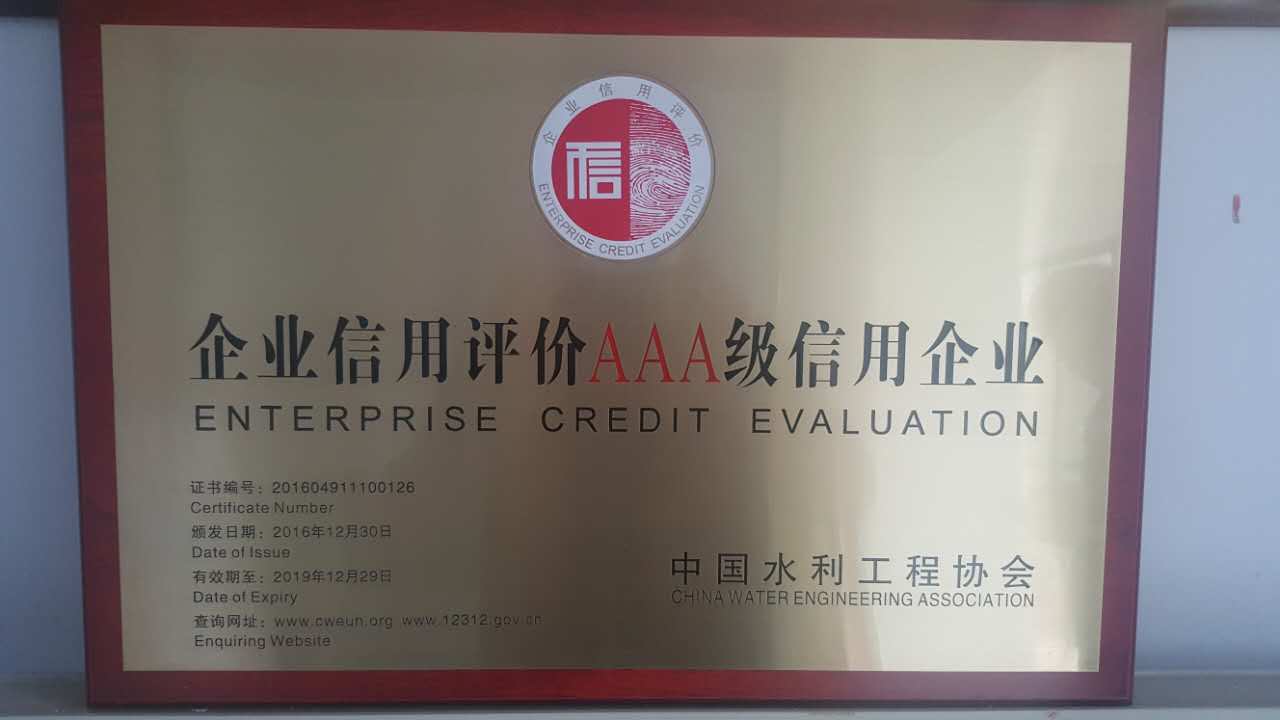 企业信用评价
信
ENTERPRISE CREDIT EVALUATION
企业信用评价AAA级信用企业
ENTERPRISE CREDIT EVALUATION
证书编号：201604911100126
Certificate Number
颁发日期：2016年12月30日
Date of Issue
有效期至：2019年12月29日
Date of Expiry
查询网址：www.cweun.org www.12312.gov.cn
Enquiring Website
中国水利工程协会
CHINA WATER ENGINEERING ASSOCIATION